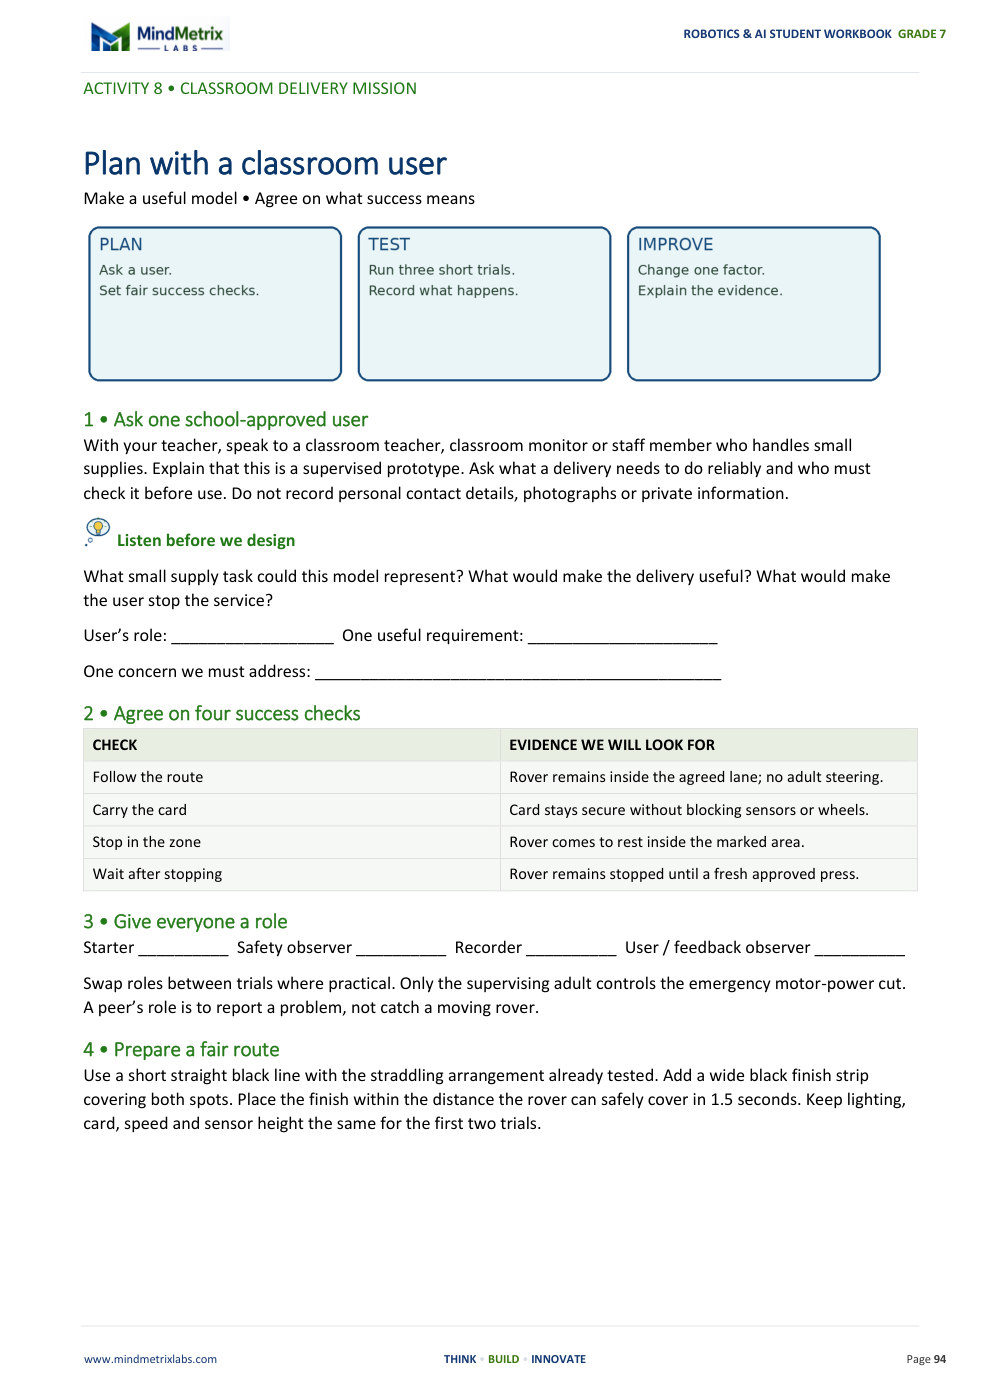 MindMetrix
LABS
ROBOTICS & AI STUDENT WORKBOOK GRADE 7
ACTIVITY 8 • CLASSROOM DELIVERY MISSION
Plan with a classroom user
Make a useful model • Agree on what success means
PLAN
Ask a user.
Set fair success checks.
TEST
Run three short trials.
Record what happens.
IMPROVE
Change one factor.
Explain the evidence.
1 • Ask one school-approved user
With your teacher, speak to a classroom teacher, classroom monitor or staff member who handles small
supplies. Explain that this is a supervised prototype. Ask what a delivery needs to do reliably and who must
check it before use. Do not record personal contact details, photographs or private information.
Listen before we design
What small supply task could this model represent? What would make the delivery useful? What would make
the user stop the service?
User’s role: __________________ One useful requirement: _____________________
One concern we must address: _____________________________________________
2 • Agree on four success checks
CHECK EVIDENCE WE WILL LOOK FOR
Follow the route Rover remains inside the agreed lane; no adult steering.
Carry the card Card stays secure without blocking sensors or wheels.
Stop in the zone Rover comes to rest inside the marked area.
Wait after stopping Rover remains stopped until a fresh approved press.
3 • Give everyone a role
Starter __________ Safety observer __________ Recorder __________ User / feedback observer __________
Swap roles between trials where practical. Only the supervising adult controls the emergency motor-power cut.
A peer’s role is to report a problem, not catch a moving rover.
4 • Prepare a fair route
Use a short straight black line with the straddling arrangement already tested. Add a wide black finish strip
covering both spots. Place the finish within the distance the rover can safely cover in 1.5 seconds. Keep lighting,
card, speed and sensor height the same for the first two trials.
www.mindmetrixlabs.com
THINK • BUILD • INNOVATE
Page 94